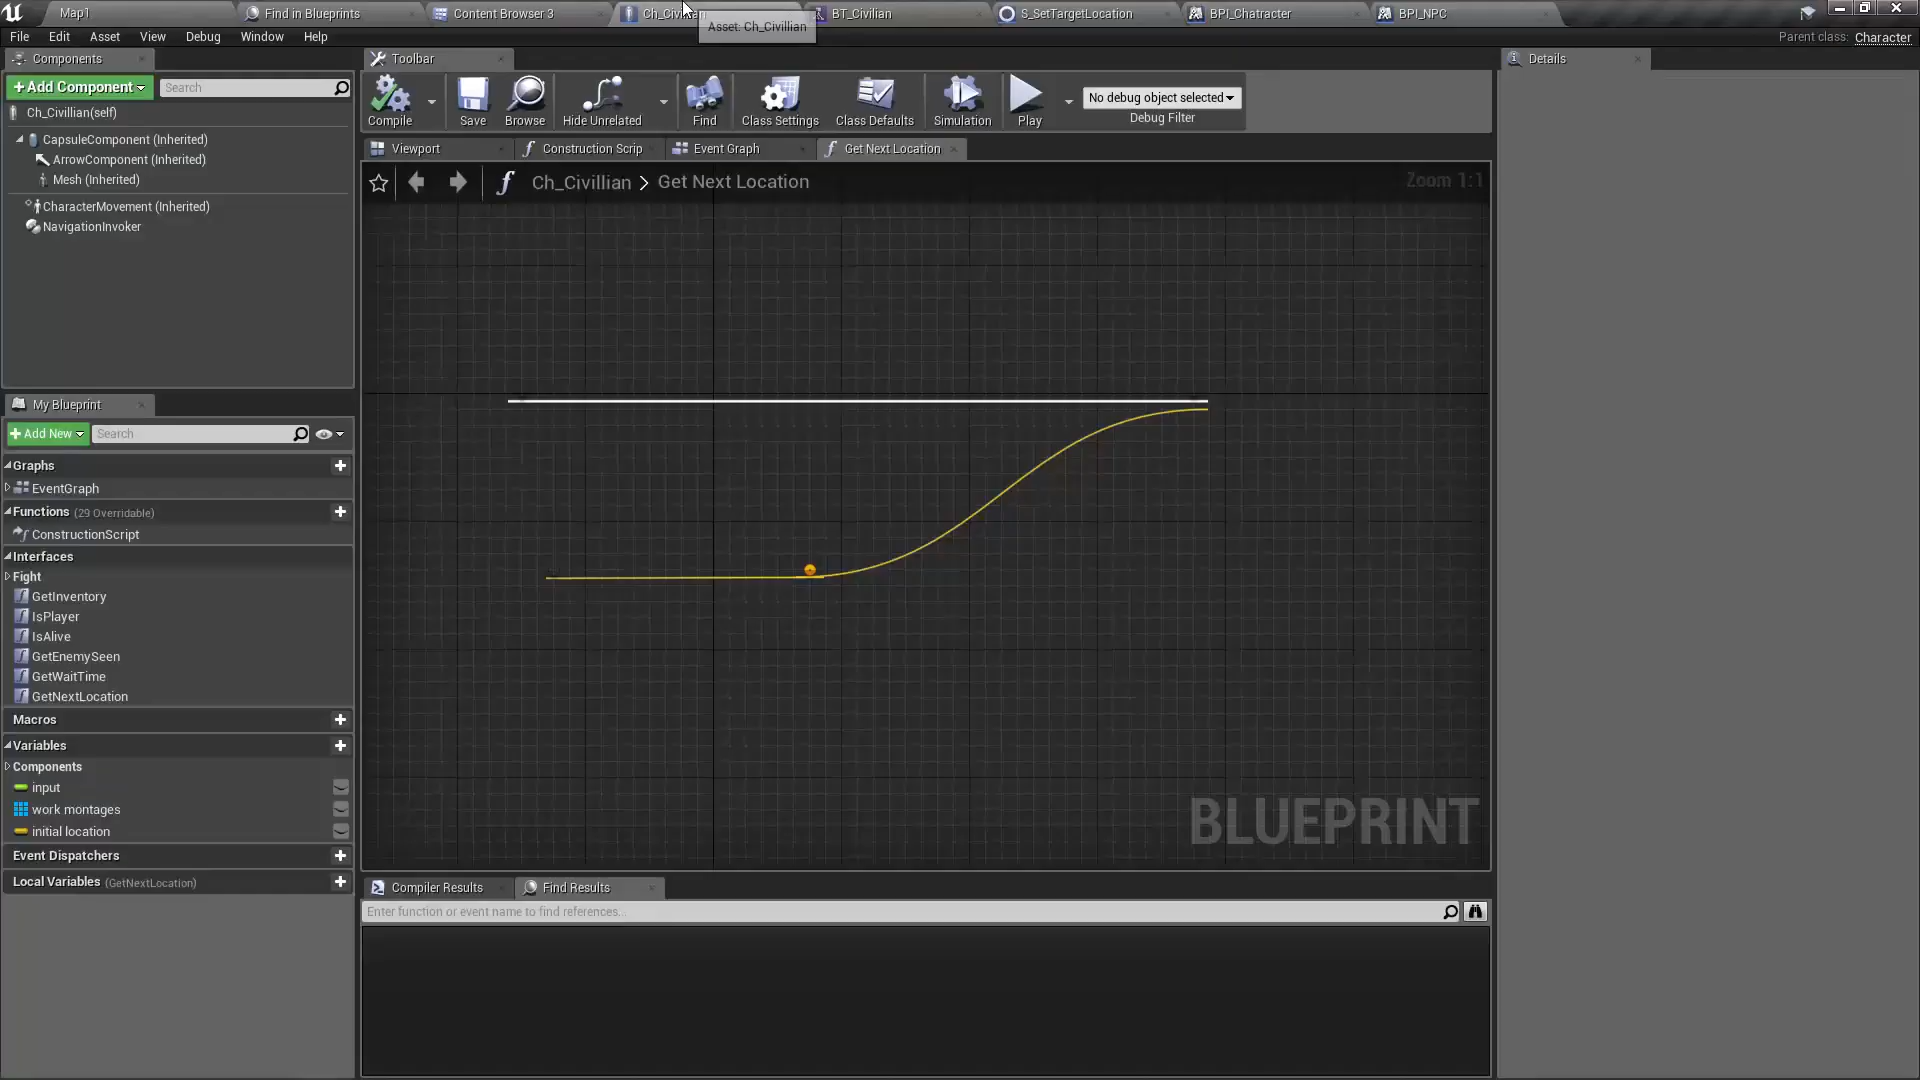 Map1
Find in Blueprints
Content Browser 3
Ch_Civillian
BT_Civilian
S_SetTargetLocation
BPI_Chatracter
BPI_NPC
Asset: Ch_Civillian
File Edit Asset View Debug Window Help
Parent class: Character
Components
Toolbar
Details
+Add Component
Search
Ch_Civillian(self)
CapsuleComponent (Inherited)
ArrowComponent (Inherited)
Mesh (Inherited)
CharacterMovement (Inherited)
NavigationInvoker
Compile
Save
Browse
Hide Unrelated
Find
Class Settings
Class Defaults
Simulation
Play
No debug object selected
Debug Filter
Viewport
Construction Scrip
Event Graph
Get Next Location
Ch_Civillian > Get Next Location
Zoom 1:1
My Blueprint
+Add New
Search
Graphs
EventGraph
Functions (29 Overridable)
ConstructionScript
Interfaces
Fight
GetInventory
IsPlayer
IsAlive
GetEnemySeen
GetWaitTime
GetNextLocation
Macros
Variables
Components
input
work montages
initial location
Event Dispatchers
Local Variables (GetNextLocation)
BLUEPRINT
Compiler Results
Find Results
Enter function or event name to find references...